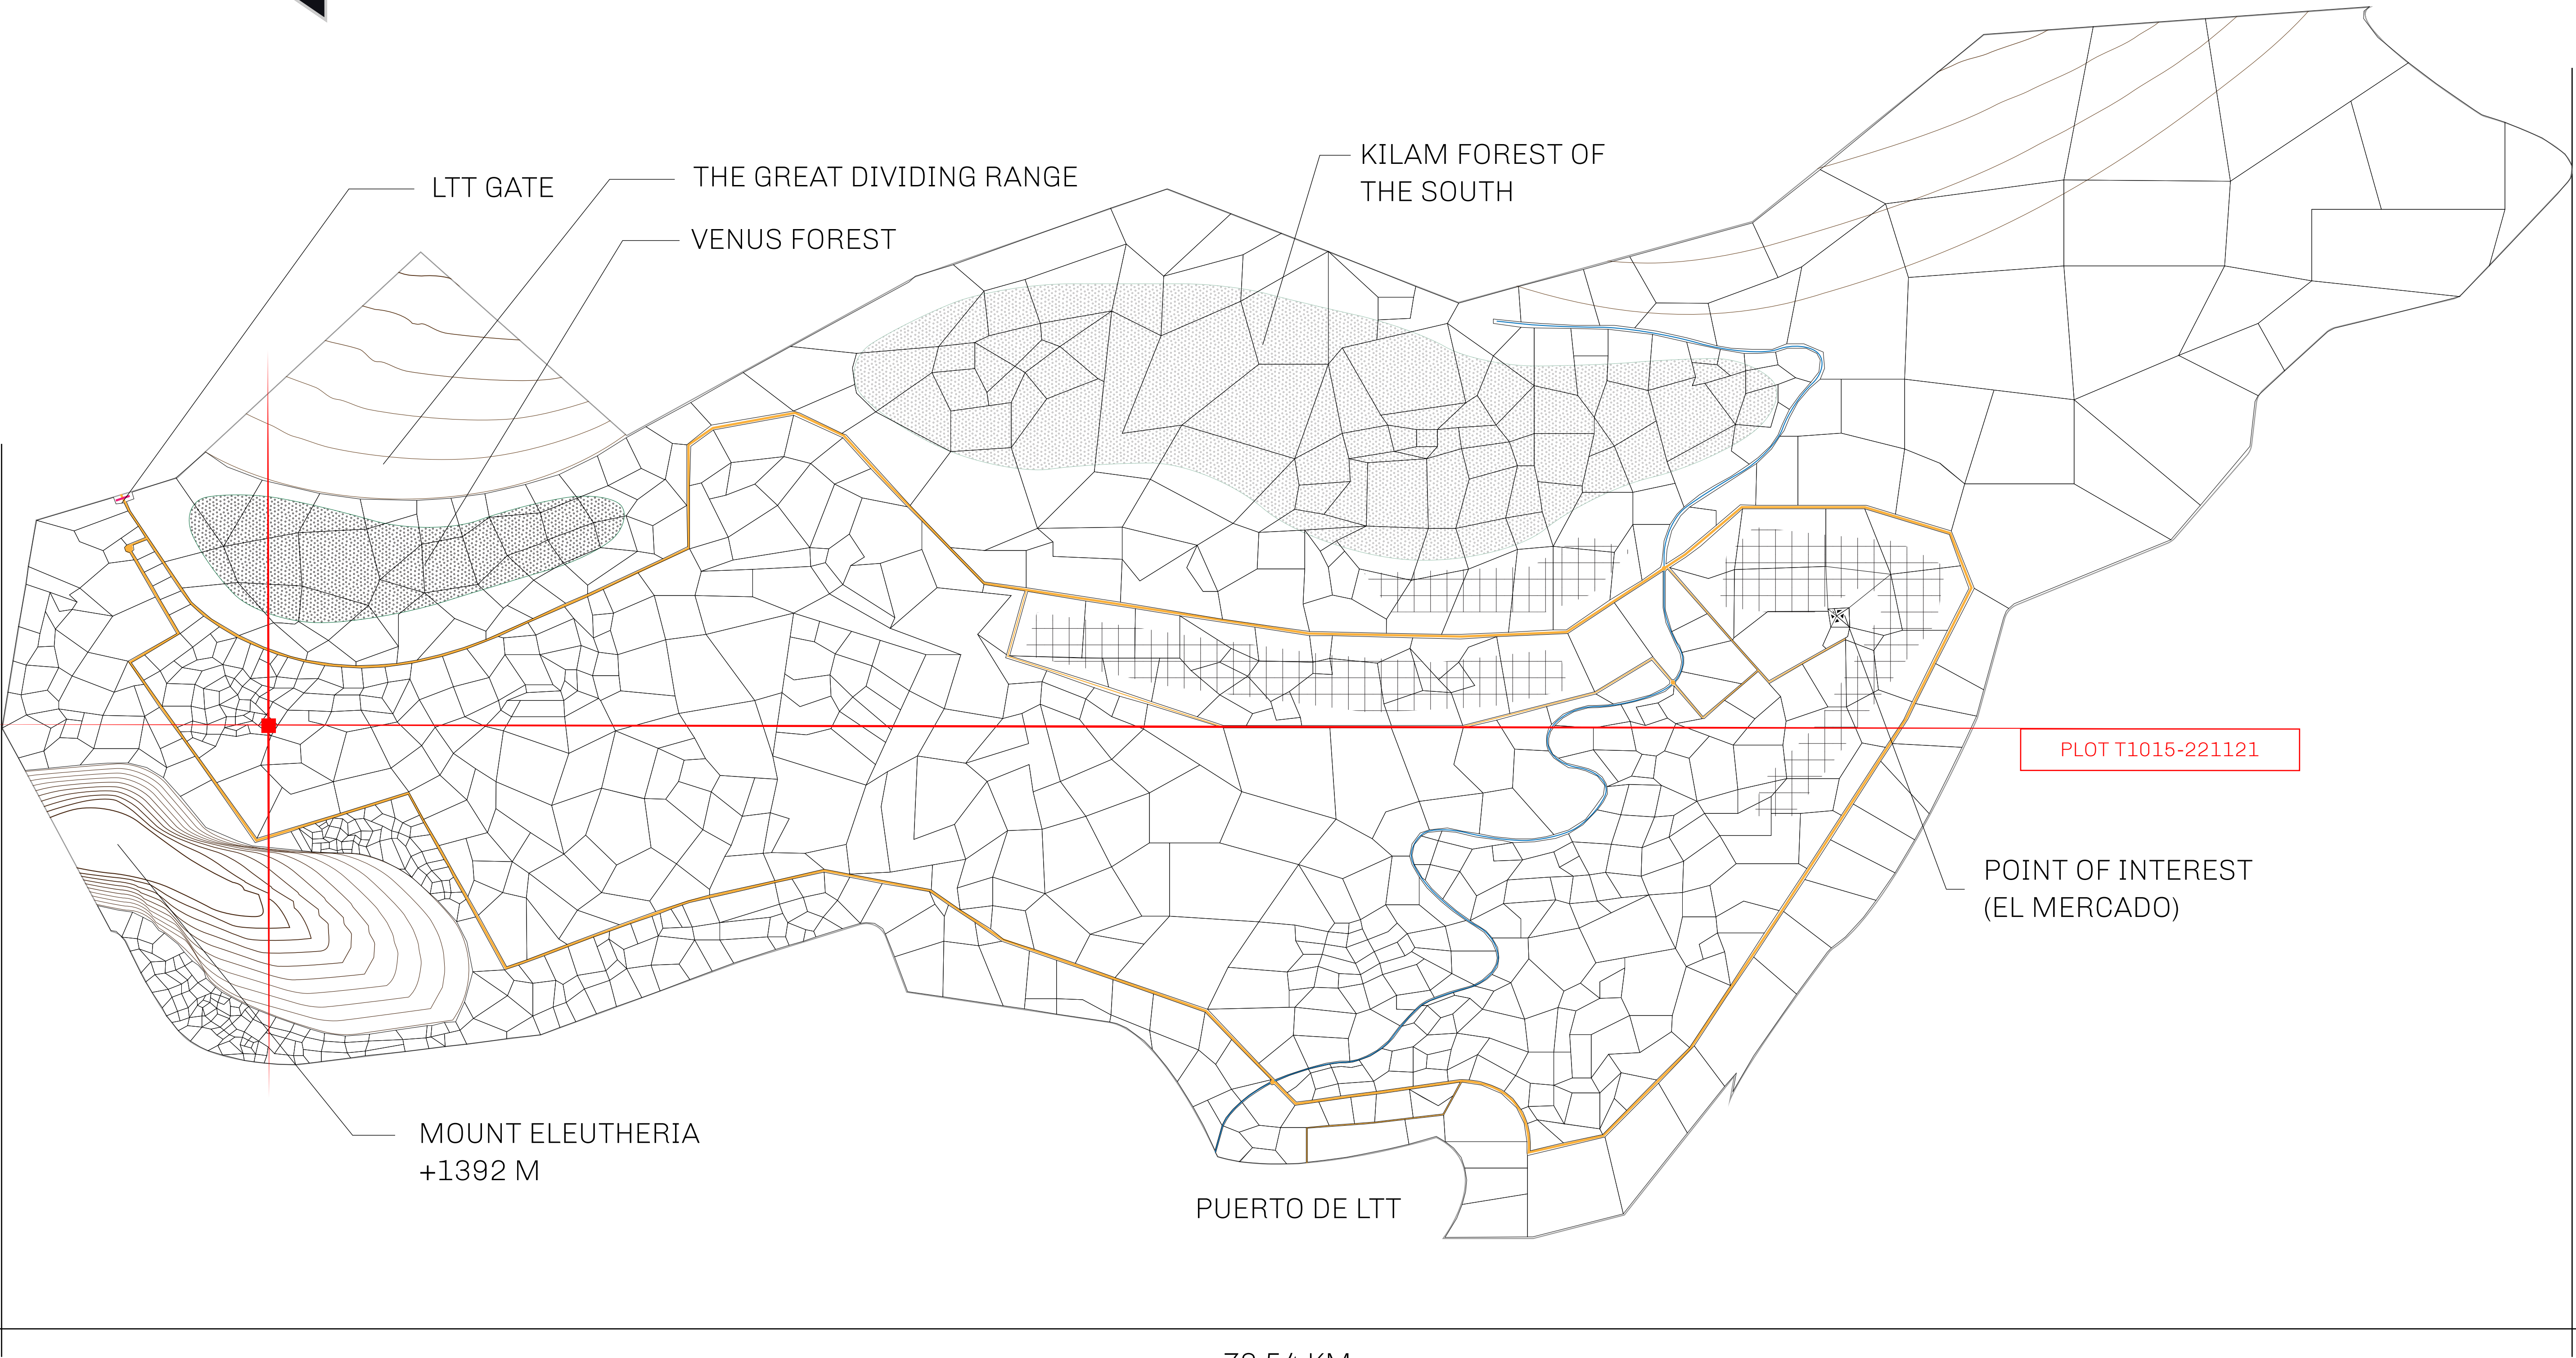 KILAM FOREST OF
THE SOUTH
THE GREAT DIVIDING RANGE
LTT GATE
VENUS FOREST
PLOT T1015-221121
POINT OF INTEREST
(EL MERCADO)
MOUNT ELEUTHERIA
+1392 M
PUERTO DE LTT
KM